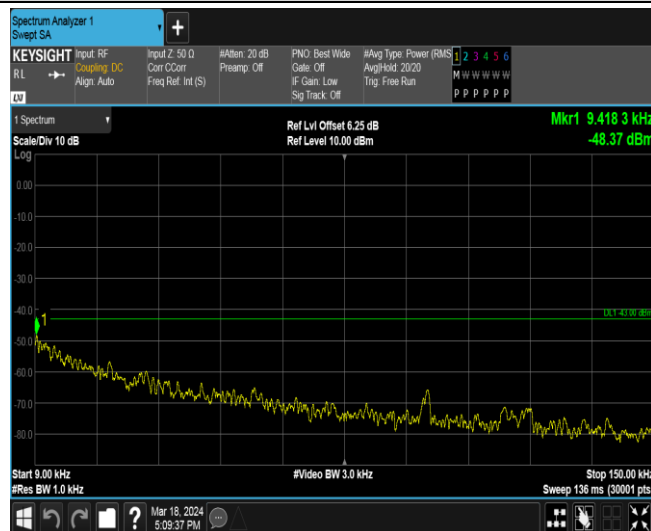 Spectrum Analyzer 1
Swept SA
+
KEYSIGHT
RL
LXI
Input: RF
Coupling: DC
Align: Auto
Input Z: 50 Ω
Corr CCorr
Freq Ref: Int (S)
#Atten: 20 dB
Preamp: Off
PNO: Best Wide
Gate: Off
IF Gain: Low
Sig Track: Off
#Avg Type: Power (RMS
Avg|Hold: 20/20
Trig: Free Run
1 2 3 4 5 6
M W W W W W
P P P P P P
1 Spectrum
Scale/Div 10 dB
Log
Ref Lvl Offset 6.25 dB
Ref Level 10.00 dBm
Mkr1 9.418 3 kHz
-48.37 dBm
0.00
-10.0
-20.0
-30.0
-40.0
1
DL1 -43.00 dBm
-50.0
-60.0
-70.0
-80.0
Start 9.00 kHz
#Video BW 3.0 kHz
Stop 150.00 kHz
#Res BW 1.0 kHz
Sweep 136 ms (30001 pts
?
Mar 18, 2024
5:09:37 PM